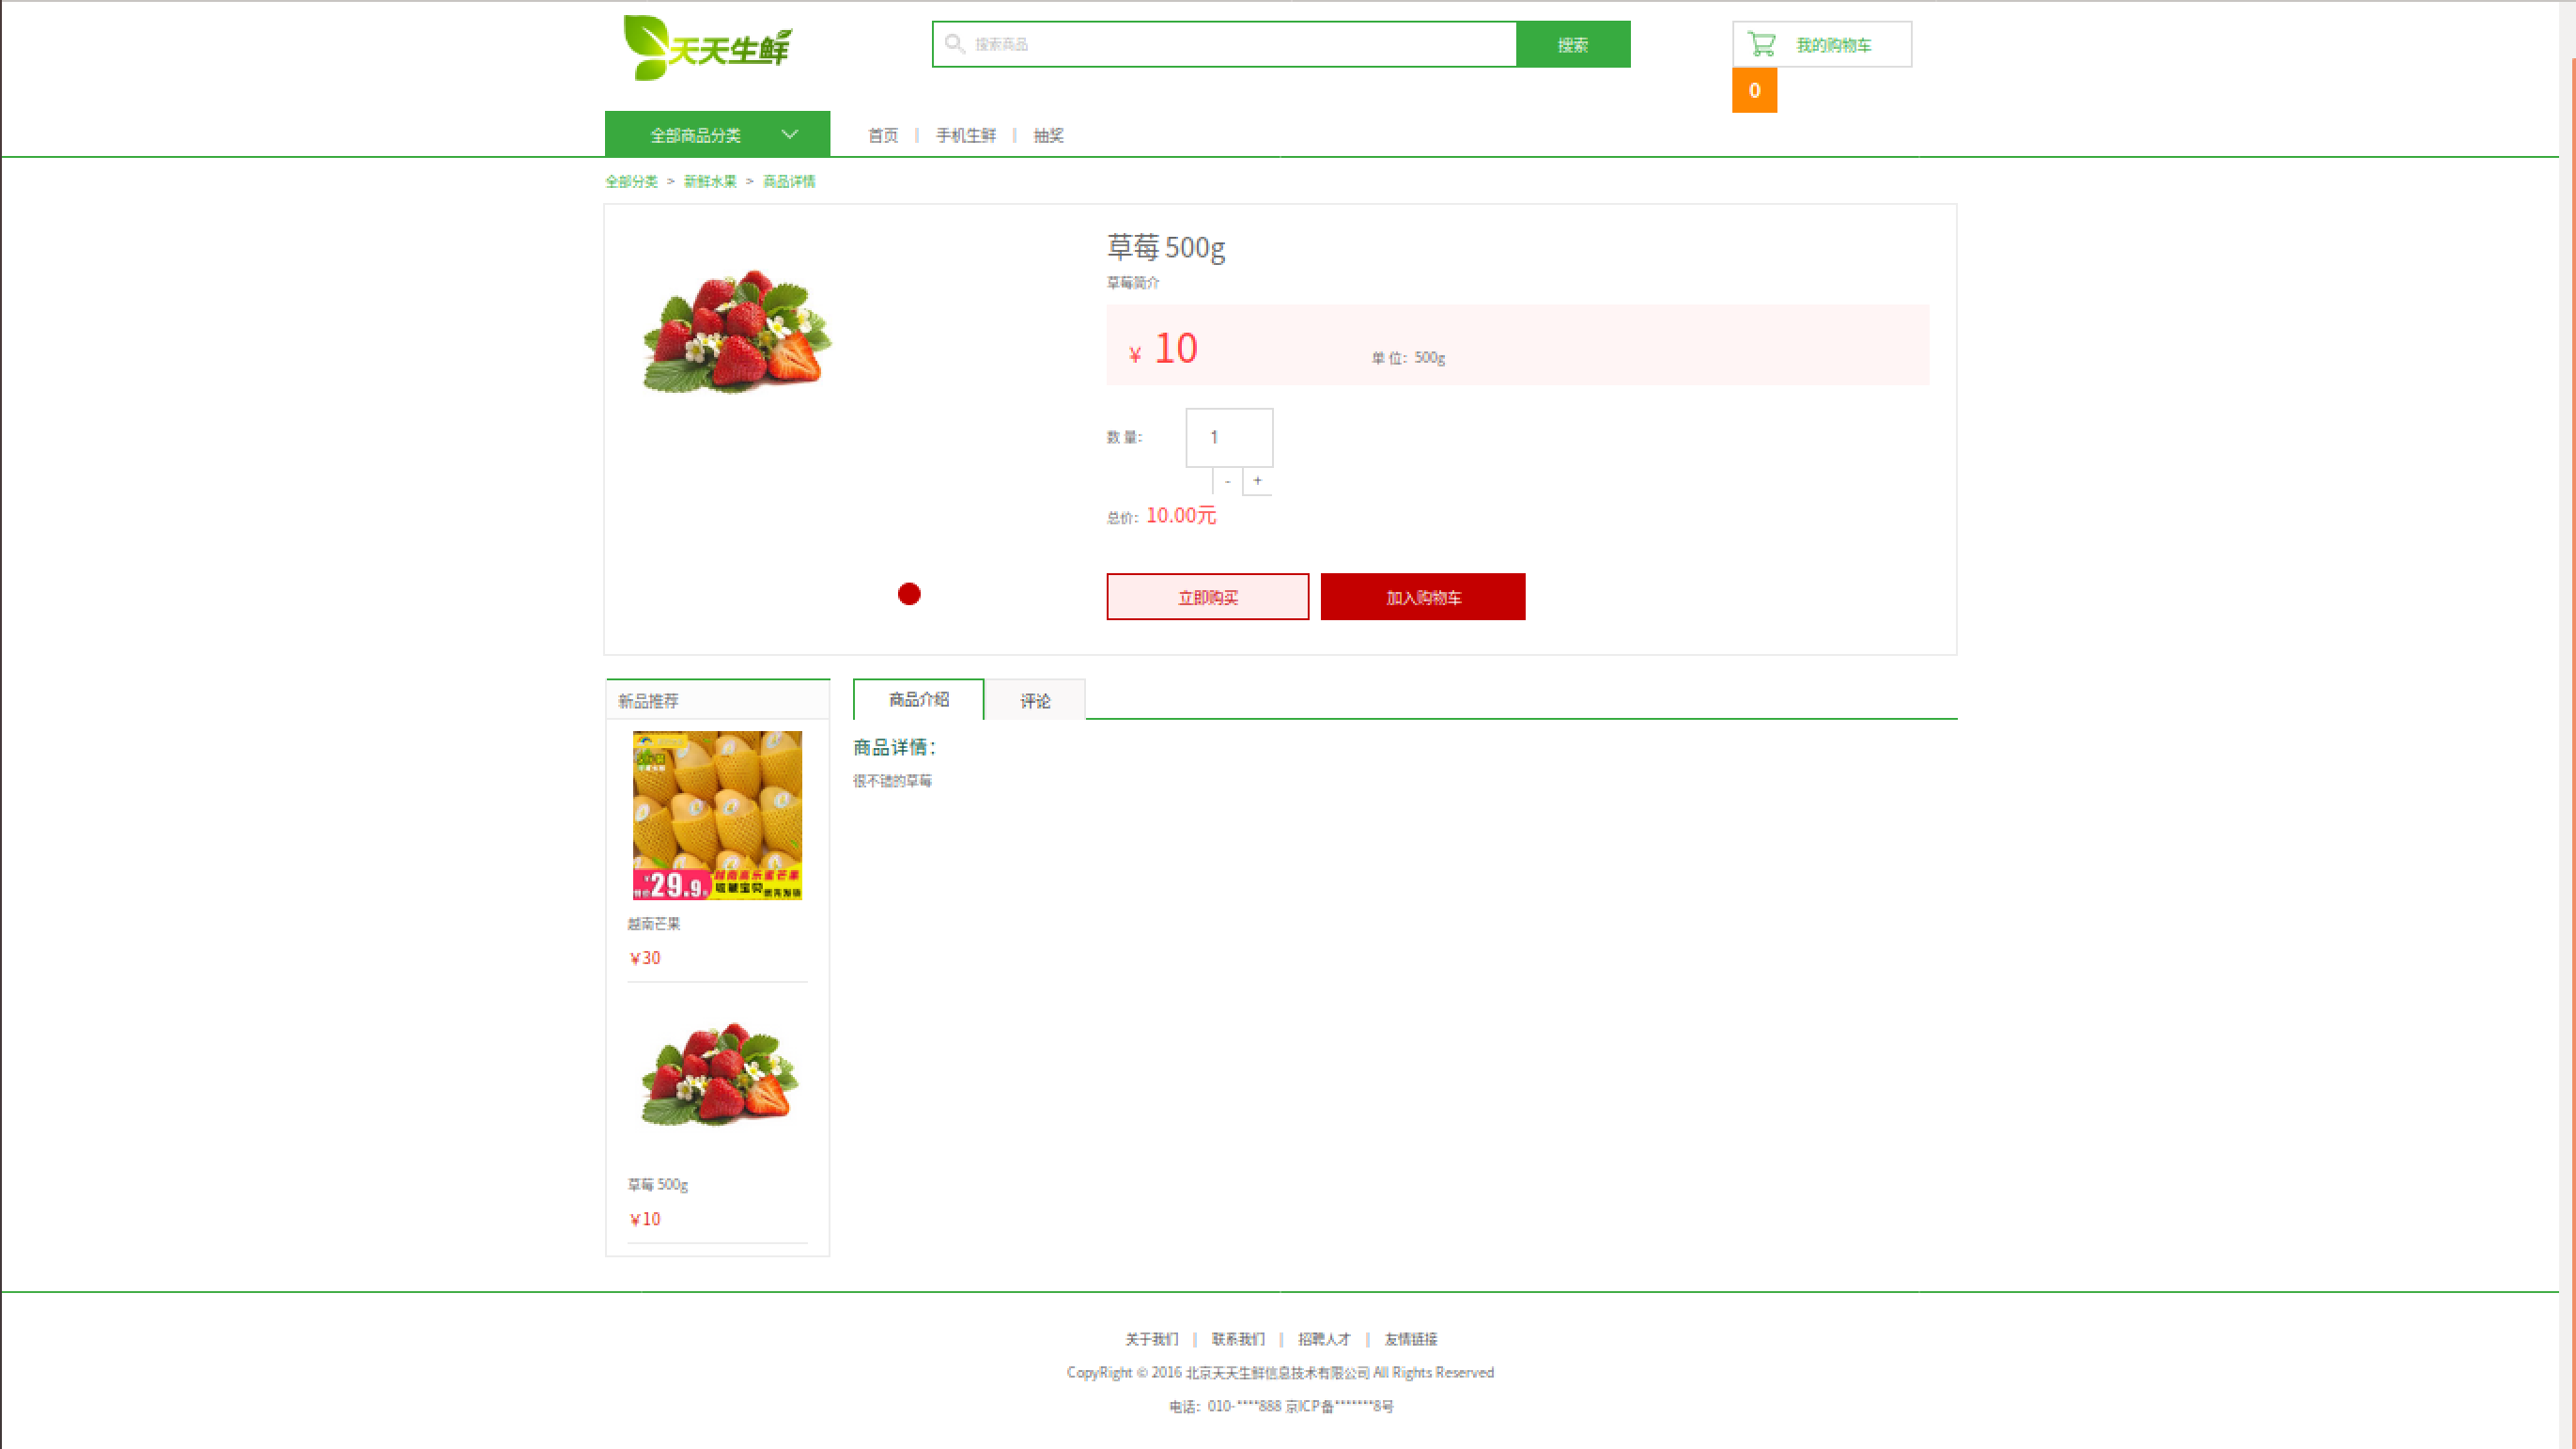 天天生鲜
搜索商品
搜索
我的购物车
0
全部商品分类
首页 | 手机生鲜 | 抽奖
全部分类 > 新鲜水果 > 商品详情
草莓 500g
草莓简介
¥ 10
单 位：500g
数 量：
1
- +
总价：10.00元
立即购买
加入购物车
新品推荐
商品介绍
评论
商品详情：
很不错的草莓
29.9
越南芒果
¥30
草莓 500g
¥10
关于我们 | 联系我们 | 招聘人才 | 友情链接
CopyRight © 2016 北京天天生鲜信息技术有限公司 All Rights Reserved
电话：010-****888 京ICP备*******8号